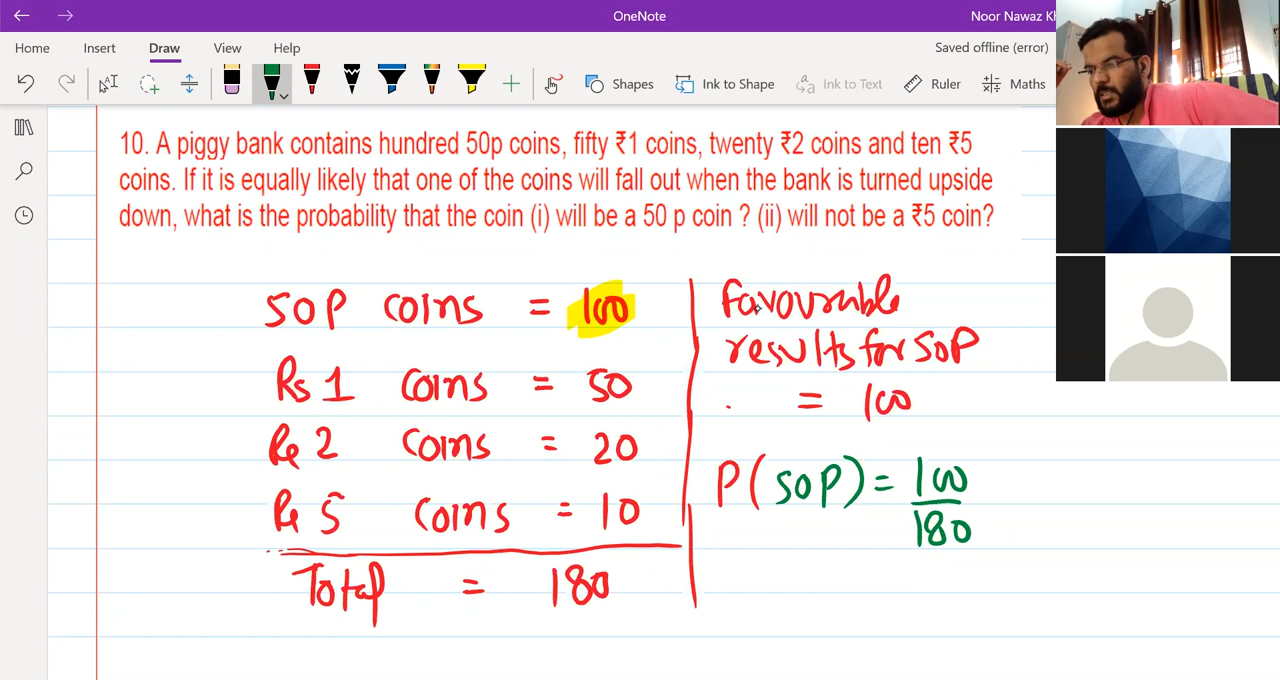 OneNote
Noor Nawaz Kh
Home Insert Draw View Help
Saved offline (error)
Shapes Ink to Shape Ink to Text Ruler Maths
10. A piggy bank contains hundred 50p coins, fifty ₹1 coins, twenty ₹2 coins and ten ₹5
coins. If it is equally likely that one of the coins will fall out when the bank is turned upside
down, what is the probability that the coin (i) will be a 50 p coin ? (ii) will not be a ₹5 coin?
50P coins = 100
Rs 1 coins = 50
Rs 2 coins = 20
Rs 5 coins = 10
Total = 180
favourable
results for 50P
= 100
P(50P) = 100
180